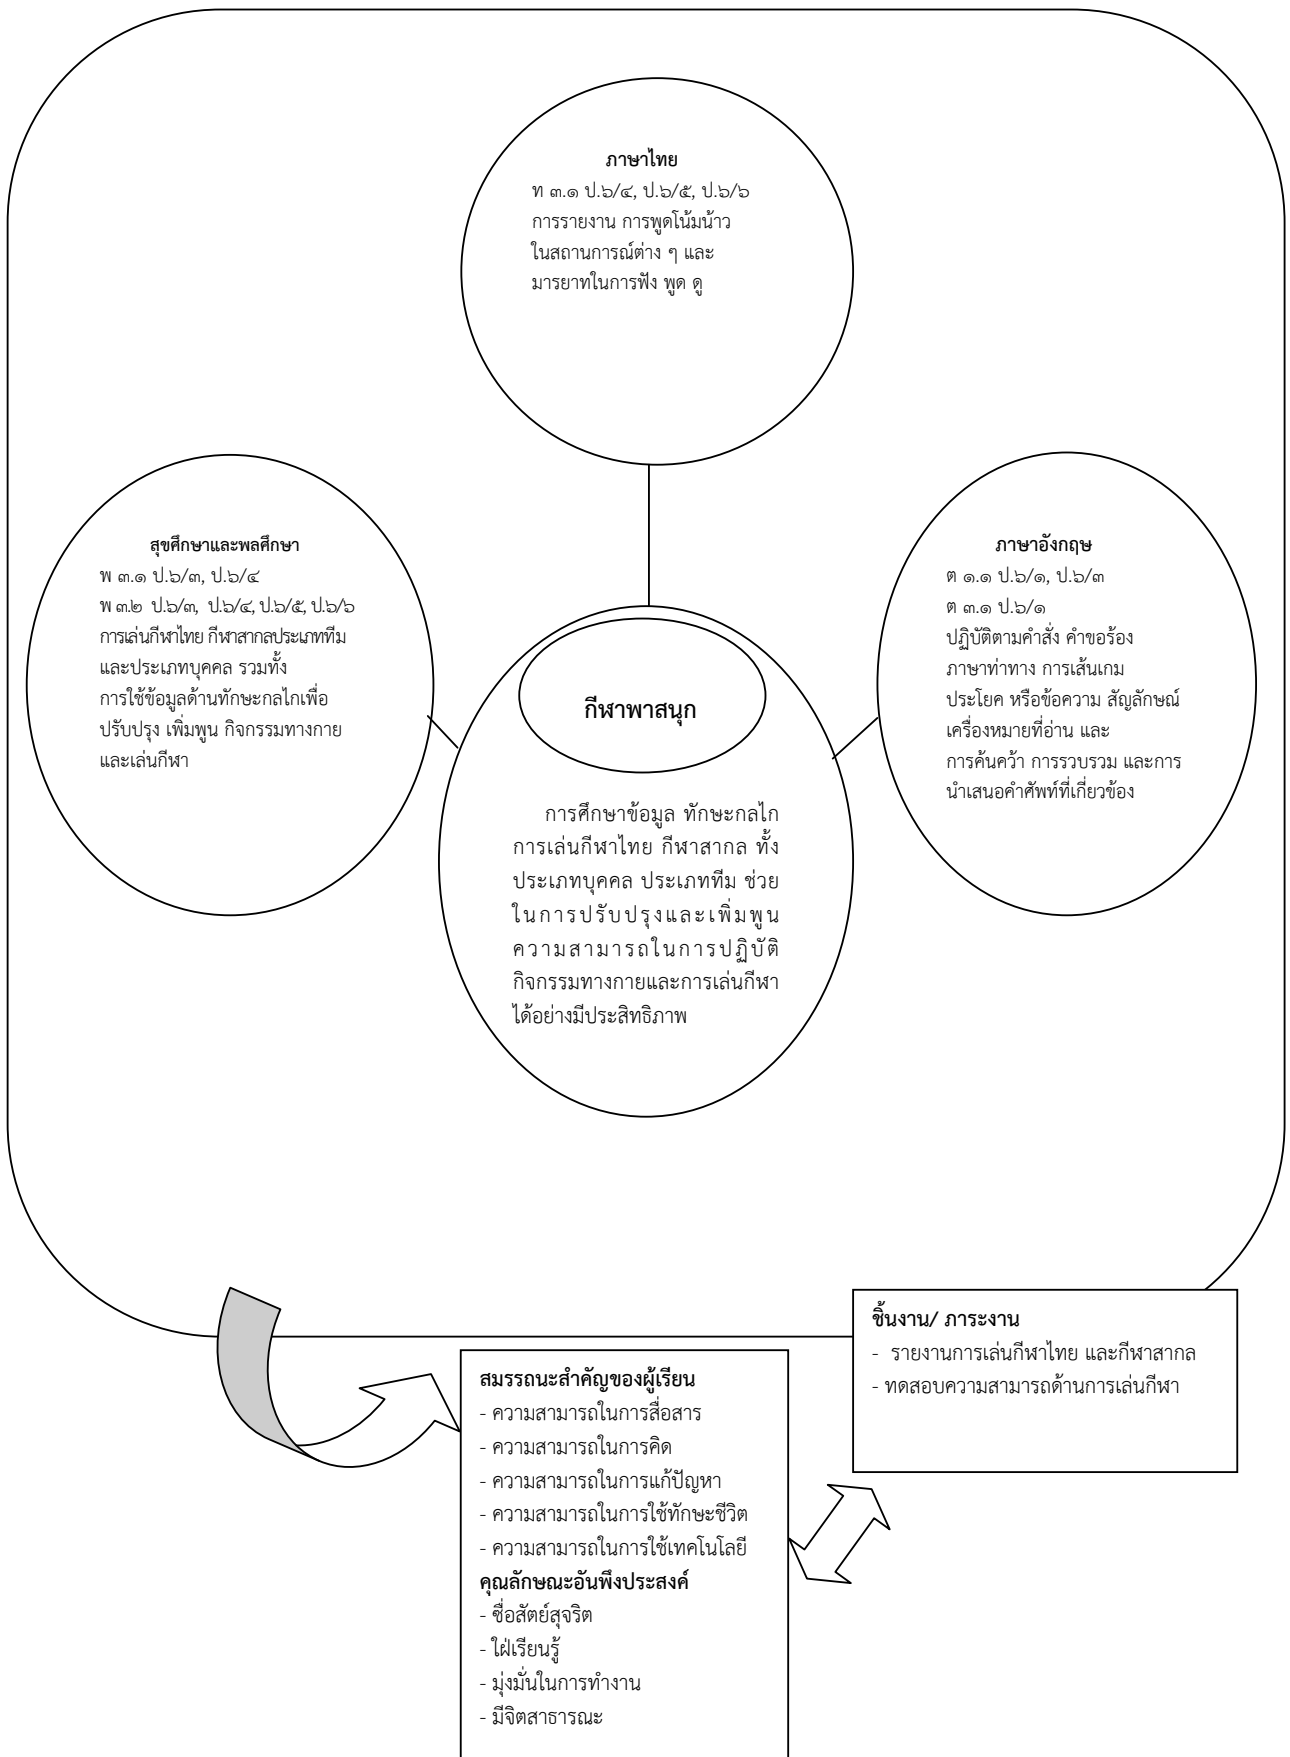 ภาษาไทย
ท ๓.๑ ป.๖/๔, ป.๖/๕, ป.๖/๖
การรายงาน การพูดโน้มน้าว
ในสถานการณ์ต่าง ๆ และ
มารยาทในการฟัง พูด ดู
สุขศึกษาและพลศึกษา
พ ๓.๑ ป.๖/๓, ป.๖/๔
พ ๓.๒ ป.๖/๓, ป.๖/๔, ป.๖/๕, ป.๖/๖
การเล่นกีฬาไทย กีฬาสากลประเภททีม
และประเภทบุคคล รวมทั้ง
การใช้ข้อมูลด้านทักษะกลไกเพื่อ
ปรับปรุง เพิ่มพูน กิจกรรมทางกาย
และเล่นกีฬา
ภาษาอังกฤษ
ต ๑.๑ ป.๖/๑, ป.๖/๓
ต ๓.๑ ป.๖/๑
ปฏิบัติตามคำสั่ง คำขอร้อง
ภาษาท่าทาง การเส้นเกม
ประโยค หรือข้อความ สัญลักษณ์
เครื่องหมายที่อ่าน และ
การค้นคว้า การรวบรวม และการ
นำเสนอคำศัพท์ที่เกี่ยวข้อง
กีฬาพาสนุก
การศึกษาข้อมูล ทักษะกลไก
การเล่นกีฬาไทย กีฬาสากล ทั้ง
ประเภทบุคคล ประเภททีม ช่วย
ในการปรับปรุงและเพิ่มพูน
ความสามารถในการปฏิบัติ
กิจกรรมทางกายและการเล่นกีฬา
ได้อย่างมีประสิทธิภาพ
ชิ้นงาน/ ภาระงาน
- รายงานการเล่นกีฬาไทย และกีฬาสากล
- ทดสอบความสามารถด้านการเล่นกีฬา
สมรรถนะสำคัญของผู้เรียน
- ความสามารถในการสื่อสาร
- ความสามารถในการคิด
- ความสามารถในการแก้ปัญหา
- ความสามารถในการใช้ทักษะชีวิต
- ความสามารถในการใช้เทคโนโลยี
คุณลักษณะอันพึงประสงค์
- ซื่อสัตย์สุจริต
- ใฝ่เรียนรู้
- มุ่งมั่นในการทำงาน
- มีจิตสาธารณะ